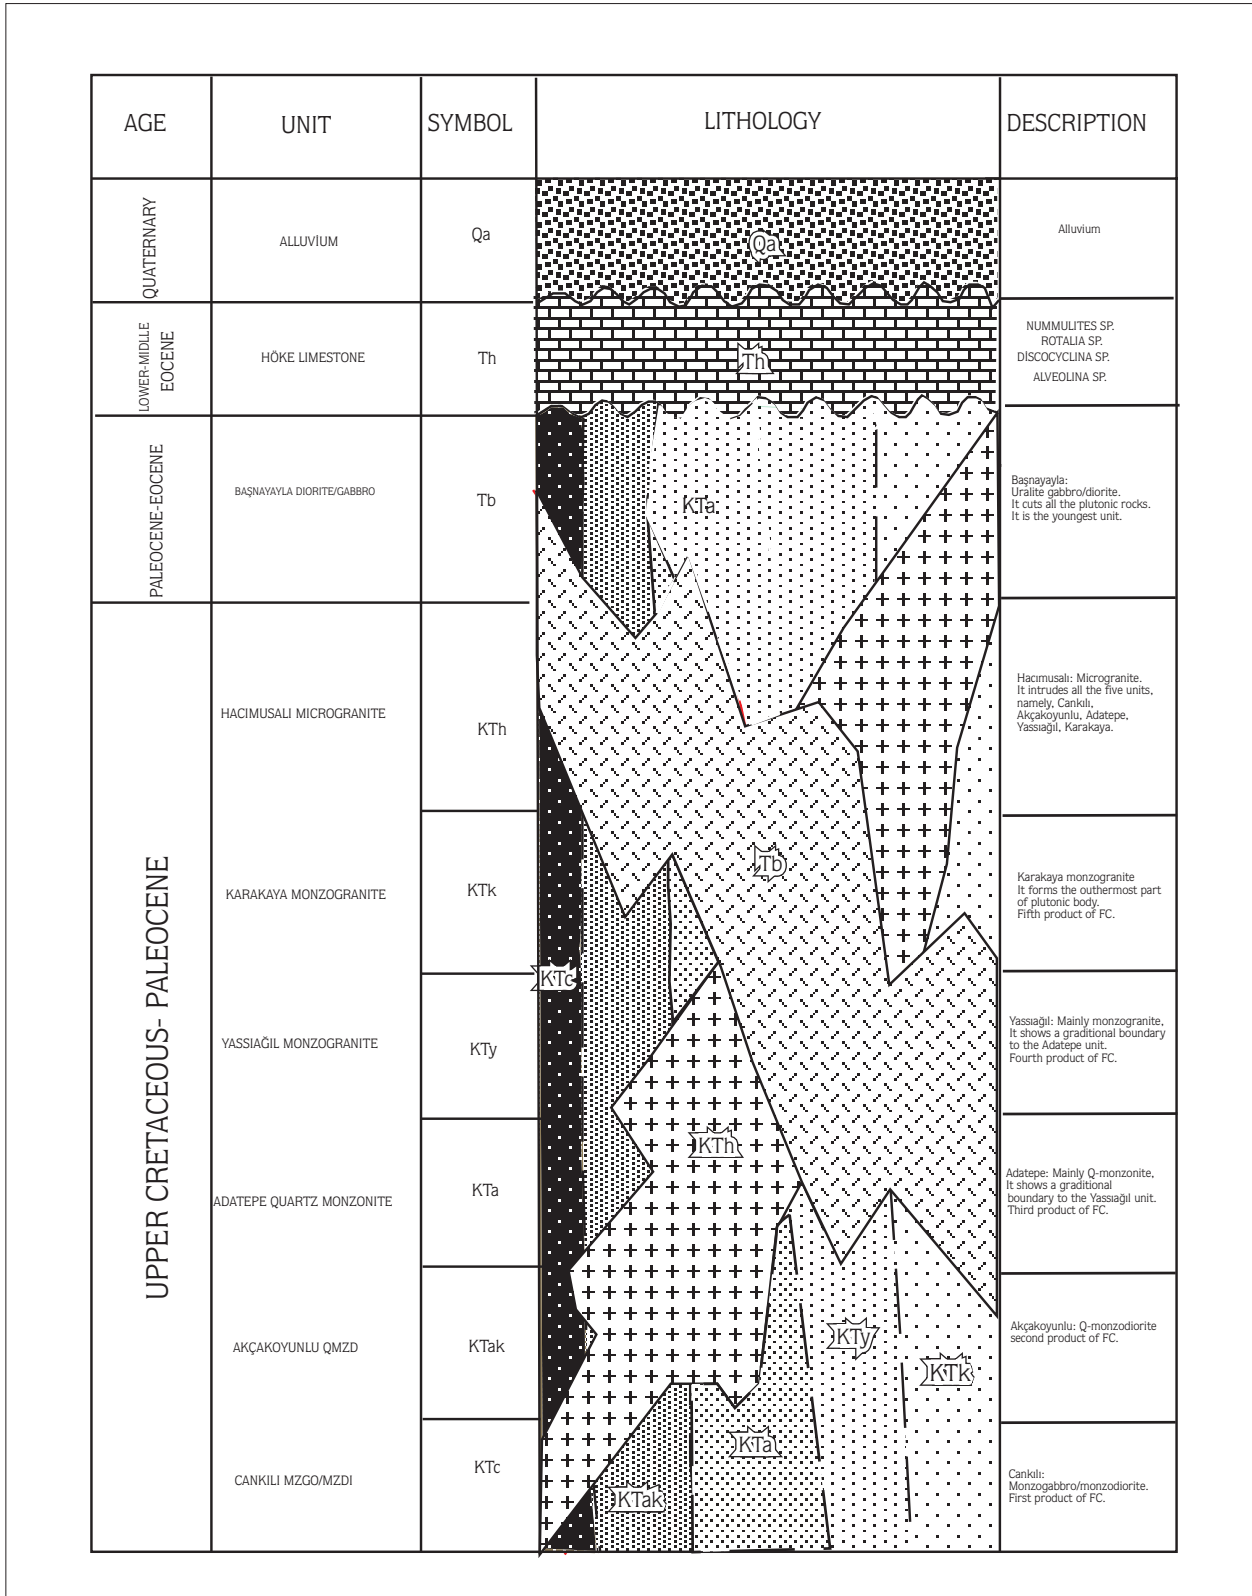 AGE
UNIT
SYMBOL
LITHOLOGY
DESCRIPTION
QUATERNARY
ALLUVİUM
Qa
Qa
Alluvium
LOWER-MIDLLE
EOCENE
HÖKE LIMESTONE
Th
Th
NUMMULITES SP.
ROTALIA SP.
DİSCOCYCLINA SP.
ALVEOLINA SP.
PALEOCENE-EOCENE
BAŞNAYAYLA DIORITE/GABBRO
Tb
KTa
Başnayayla:
Uralite gabbro/diorite.
It cuts all the plutonic rocks.
It is the youngest unit.
UPPER CRETACEOUS- PALEOCENE
HACIMUSALI MICROGRANITE
KTh
Hacımusalı: Microgranite.
It intrudes all the five units,
namely, Cankılı,
Akçakoyunlu, Adatepe,
Yassıağıl, Karakaya.
KARAKAYA MONZOGRANITE
KTk
Tb
Karakaya monzogranite
It forms the outhermost part
of plutonic body.
Fifth product of FC.
KTc
YASSIAĞIL MONZOGRANITE
KTy
Yassıağıl: Mainly monzogranite,
It shows a graditional boundary
to the Adatepe unit.
Fourth product of FC.
KTh
ADATEPE QUARTZ MONZONITE
KTa
Adatepe: Mainly Q-monzonite,
It shows a graditional
boundary to the Yassıağıl unit.
Third product of FC.
AKÇAKOYUNLU QMZD
KTak
KTy
KTk
Akçakoyunlu: Q-monzodiorite
second product of FC.
CANKILI MZGO/MZDI
KTc
KTa
KTak
Cankılı:
Monzogabbro/monzodiorite.
First product of FC.